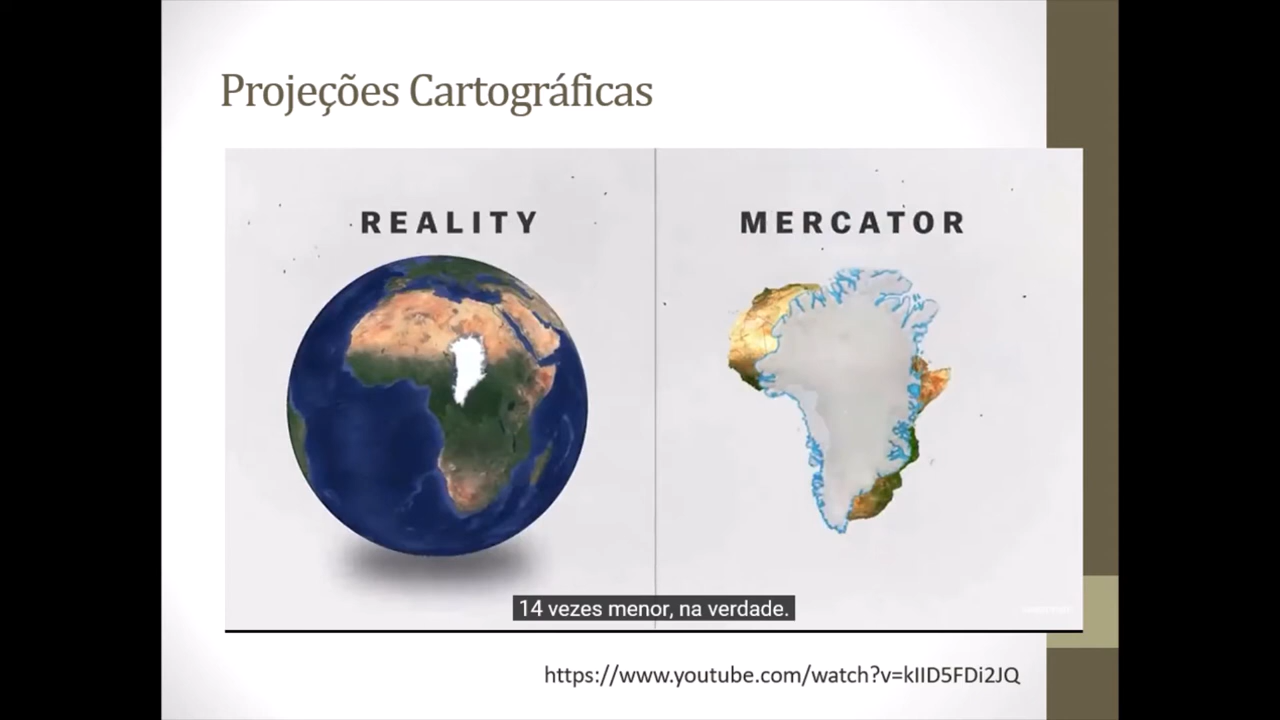 Projeções Cartográficas
REALITY
MERCATOR
14 vezes menor, na verdade.
https://www.youtube.com/watch?v=kIID5FDi2JQ